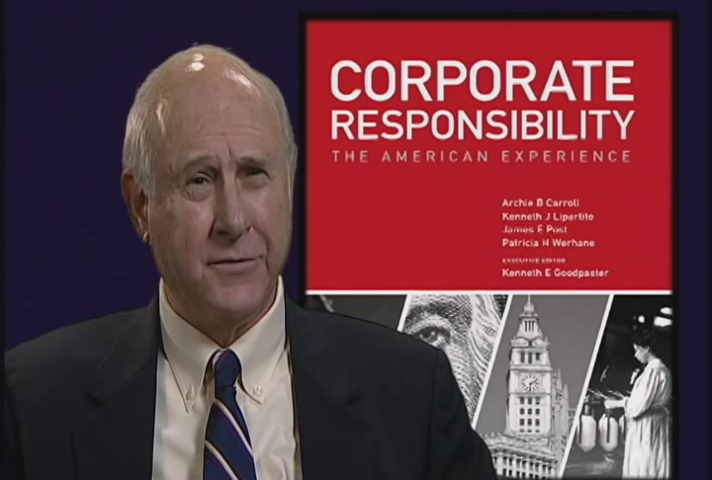 CORPORATE
RESPONSIBILITY
THE AMERICAN EXPERIENCE
Archie B Carroll
Kenneth J Lipartito
James E Post
Patricia H Werhane
EXECUTIVE EDITOR
Kenneth E Goodpaster